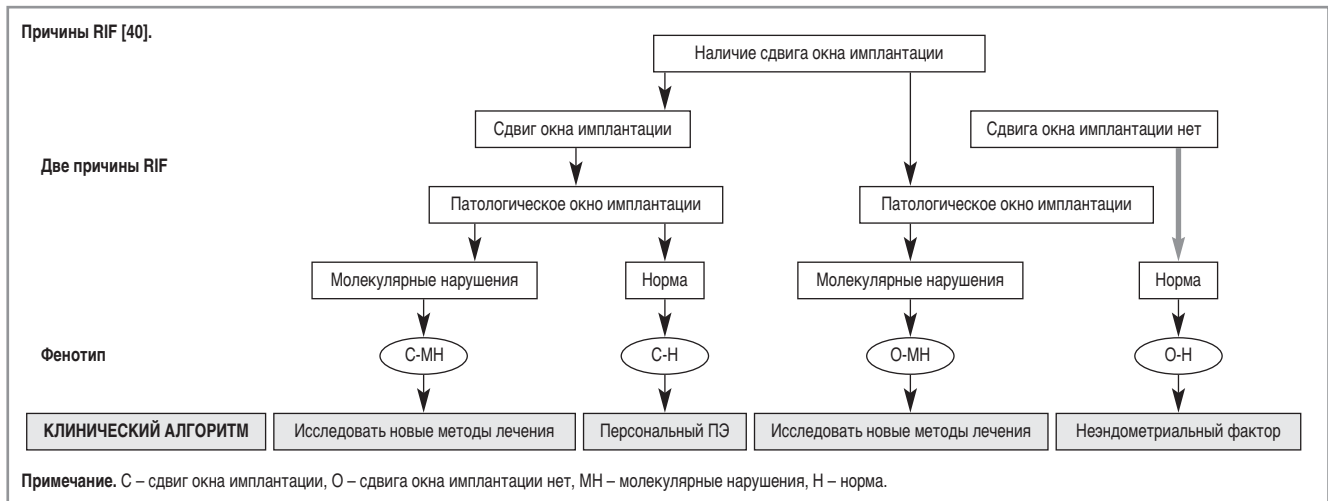 Причины RIF [40].
Наличие сдвига окна имплантации
Сдвиг окна имплантации
Сдвига окна имплантации нет
Две причины RIF
Патологическое окно имплантации
Патологическое окно имплантации
Молекулярные нарушения
Норма
Молекулярные нарушения
Норма
Фенотип
С-МН
С-Н
О-МН
О-Н
КЛИНИЧЕСКИЙ АЛГОРИТМ
Исследовать новые методы лечения
Персональный ПЭ
Исследовать новые методы лечения
Неэндометриальный фактор
Примечание. С – сдвиг окна имплантации, О – сдвига окна имплантации нет, МН – молекулярные нарушения, Н – норма.